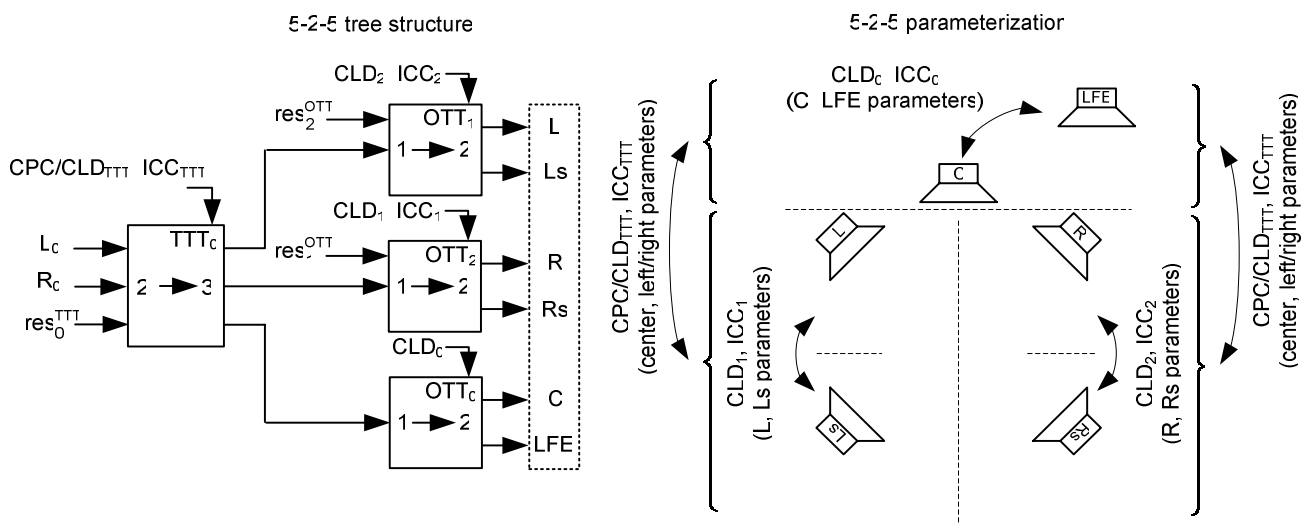 5-2-5 tree structure
CLD2 ICC2
res2OTT
OTT1
1 2
L
Ls
CPC/CLDTTT ICCTTT
L0
R0
res0TTT
TTT0
2 3
CLD1 ICC1
resOTT
OTT2
1 2
R
Rs
CLD0
OTT0
1 2
C
LFE
5-2-5 parameterization
CLD0 ICC0
(C LFE parameters)
LFE
C
L
R
Ls
Rs
CPC/CLDTTT, ICCTTT
(center, left/right parameters)
CLD1, ICC1
(L, Ls parameters)
CLD2, ICC2
(R, Rs parameters)
CPC/CLDTTT, ICCTTT
(center, left/right parameters)